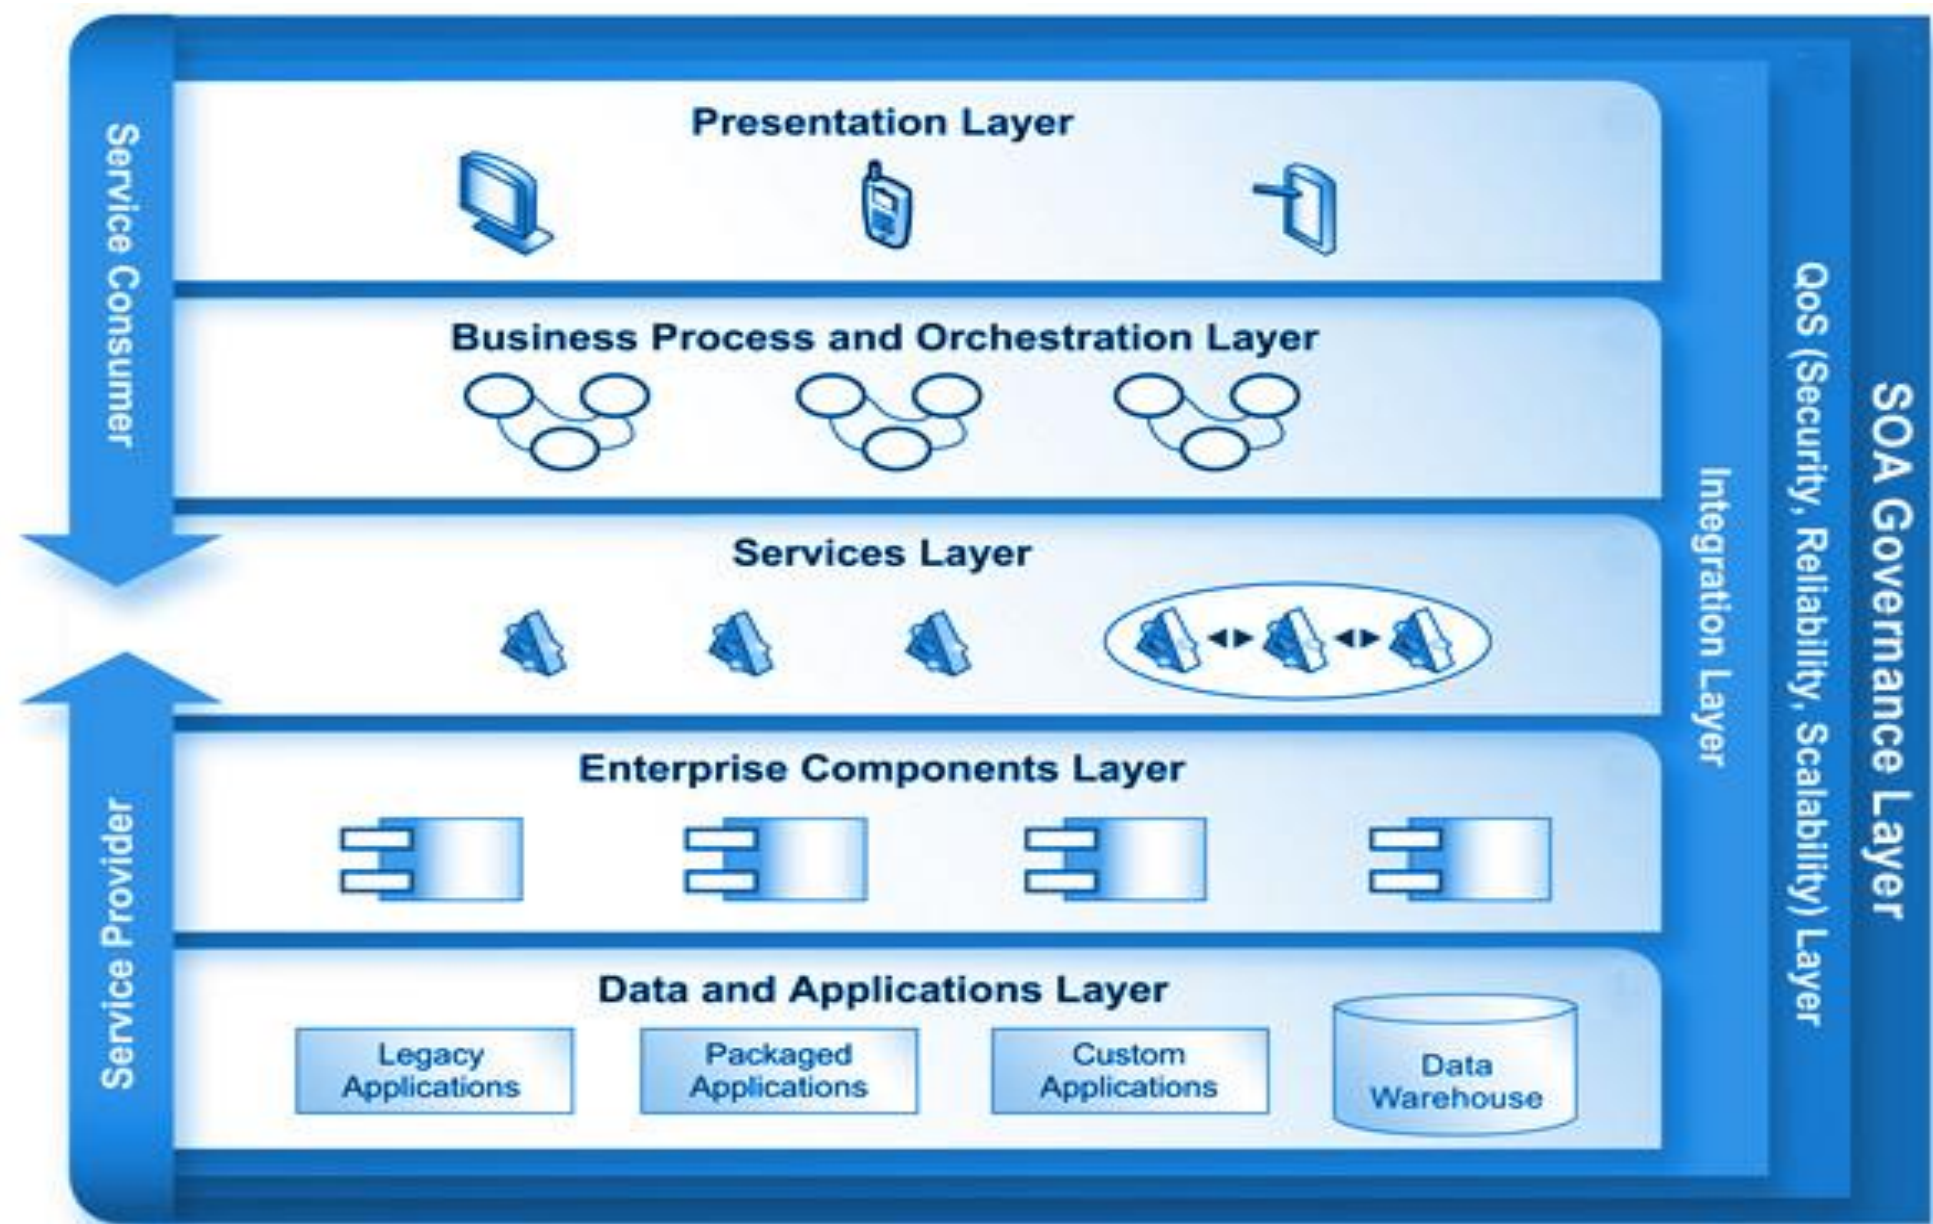 Presentation Layer
Business Process and Orchestration Layer
Services Layer
Enterprise Components Layer
Data and Applications Layer
Legacy
Applications
Packaged
Applications
Custom
Applications
Data
Warehouse
Service Consumer
Service Provider
Integration Layer
QoS (Security, Reliability, Scalability) Layer
SOA Governance Layer